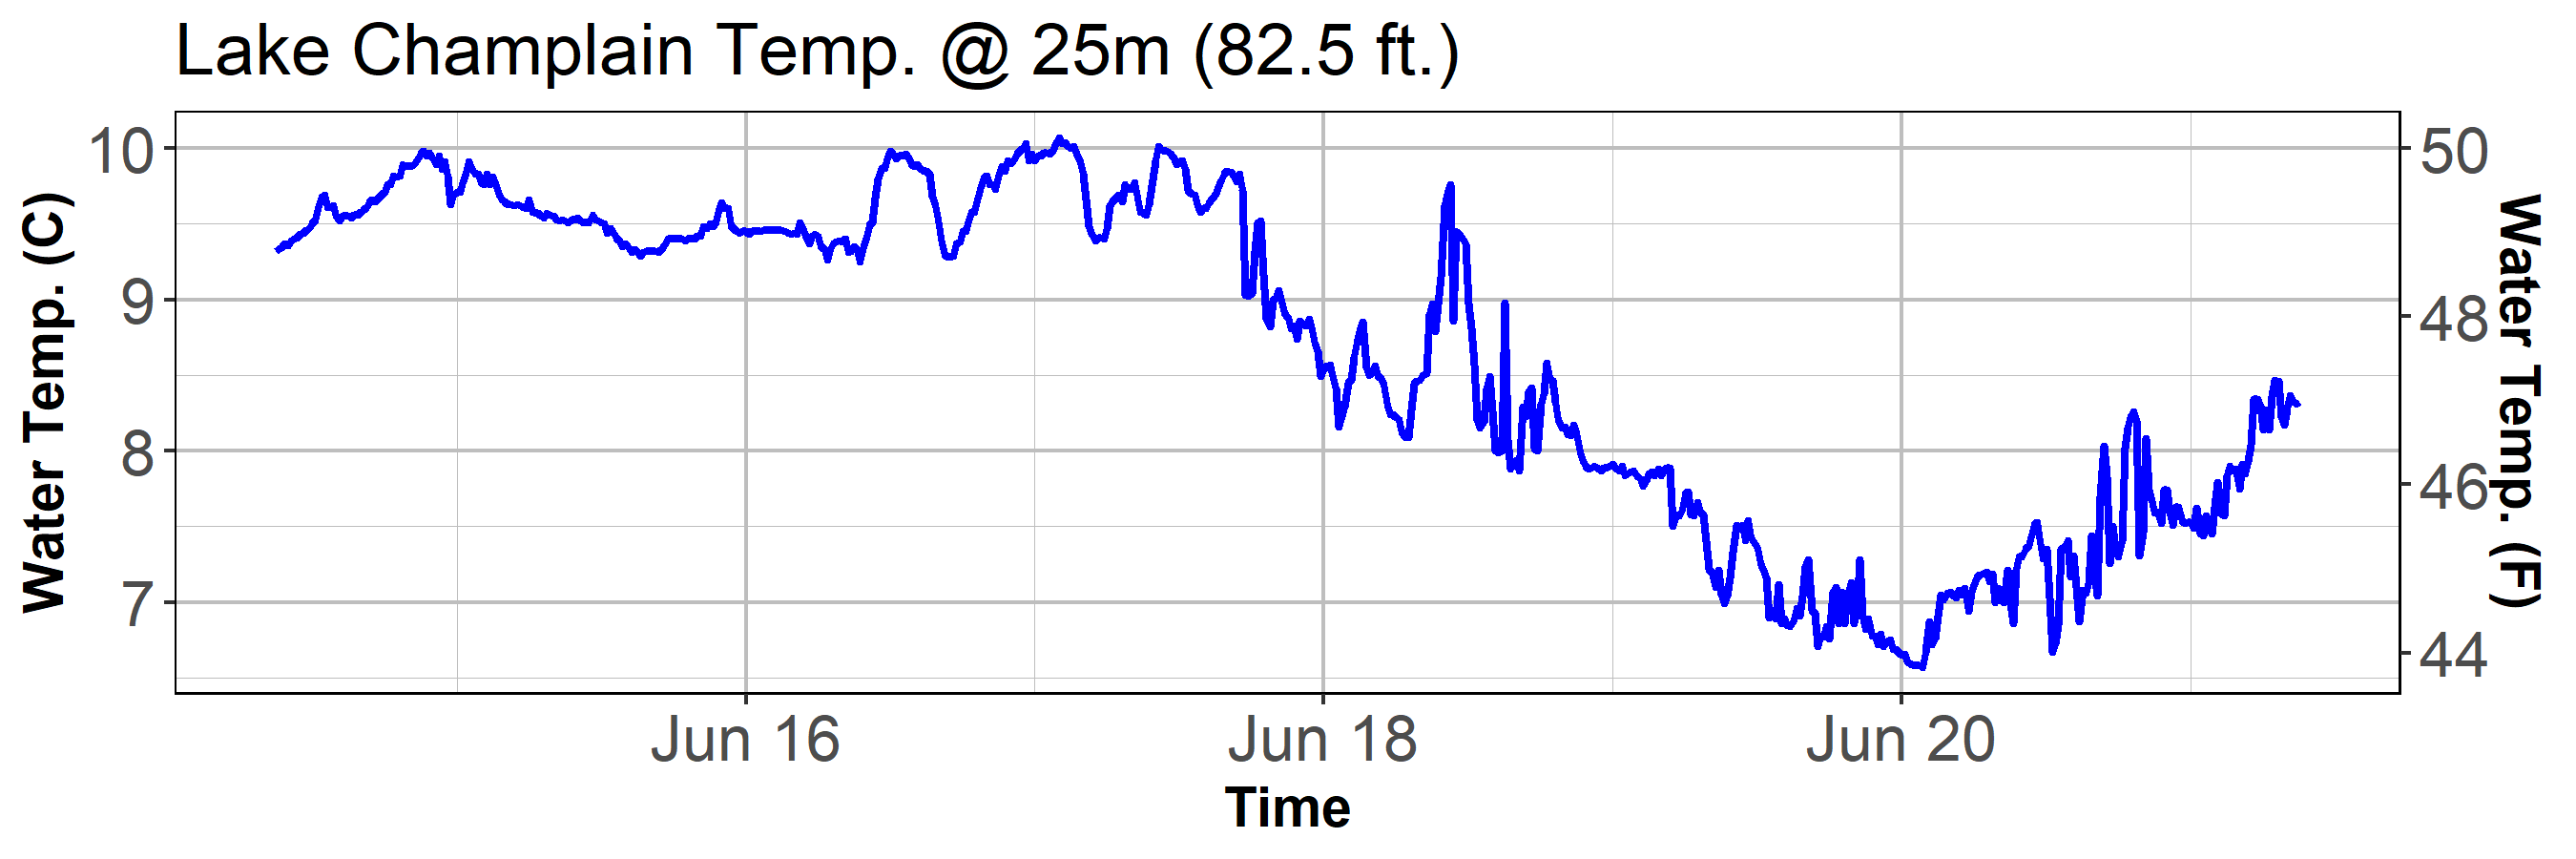 Lake Champlain Temp. @ 25m (82.5 ft.)
Water Temp. (C)
10
9
8
7
50
48
46
44
Water Temp. (F)
Jun 16
Jun 18
Jun 20
Time